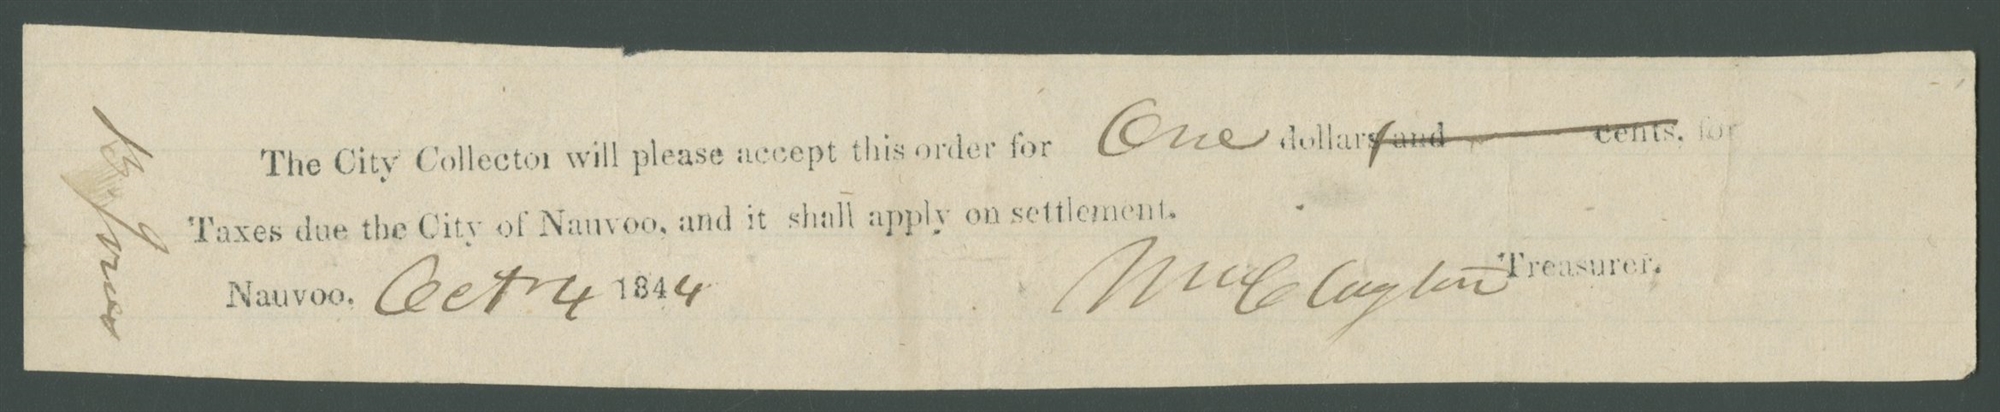 The City Collector will please accept this order for One dollars and cents, for
Taxes due the City of Nauvoo, and it shall apply on settlement.
Nauvoo, Octr 4 1844 Wm Clayton Treasurer.